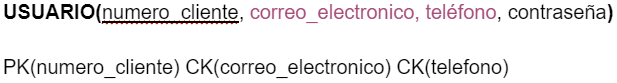 USUARIO(numero_cliente, correo_electronico, teléfono, contraseña)
PK(numero_cliente) CK(correo_electronico) CK(telefono)